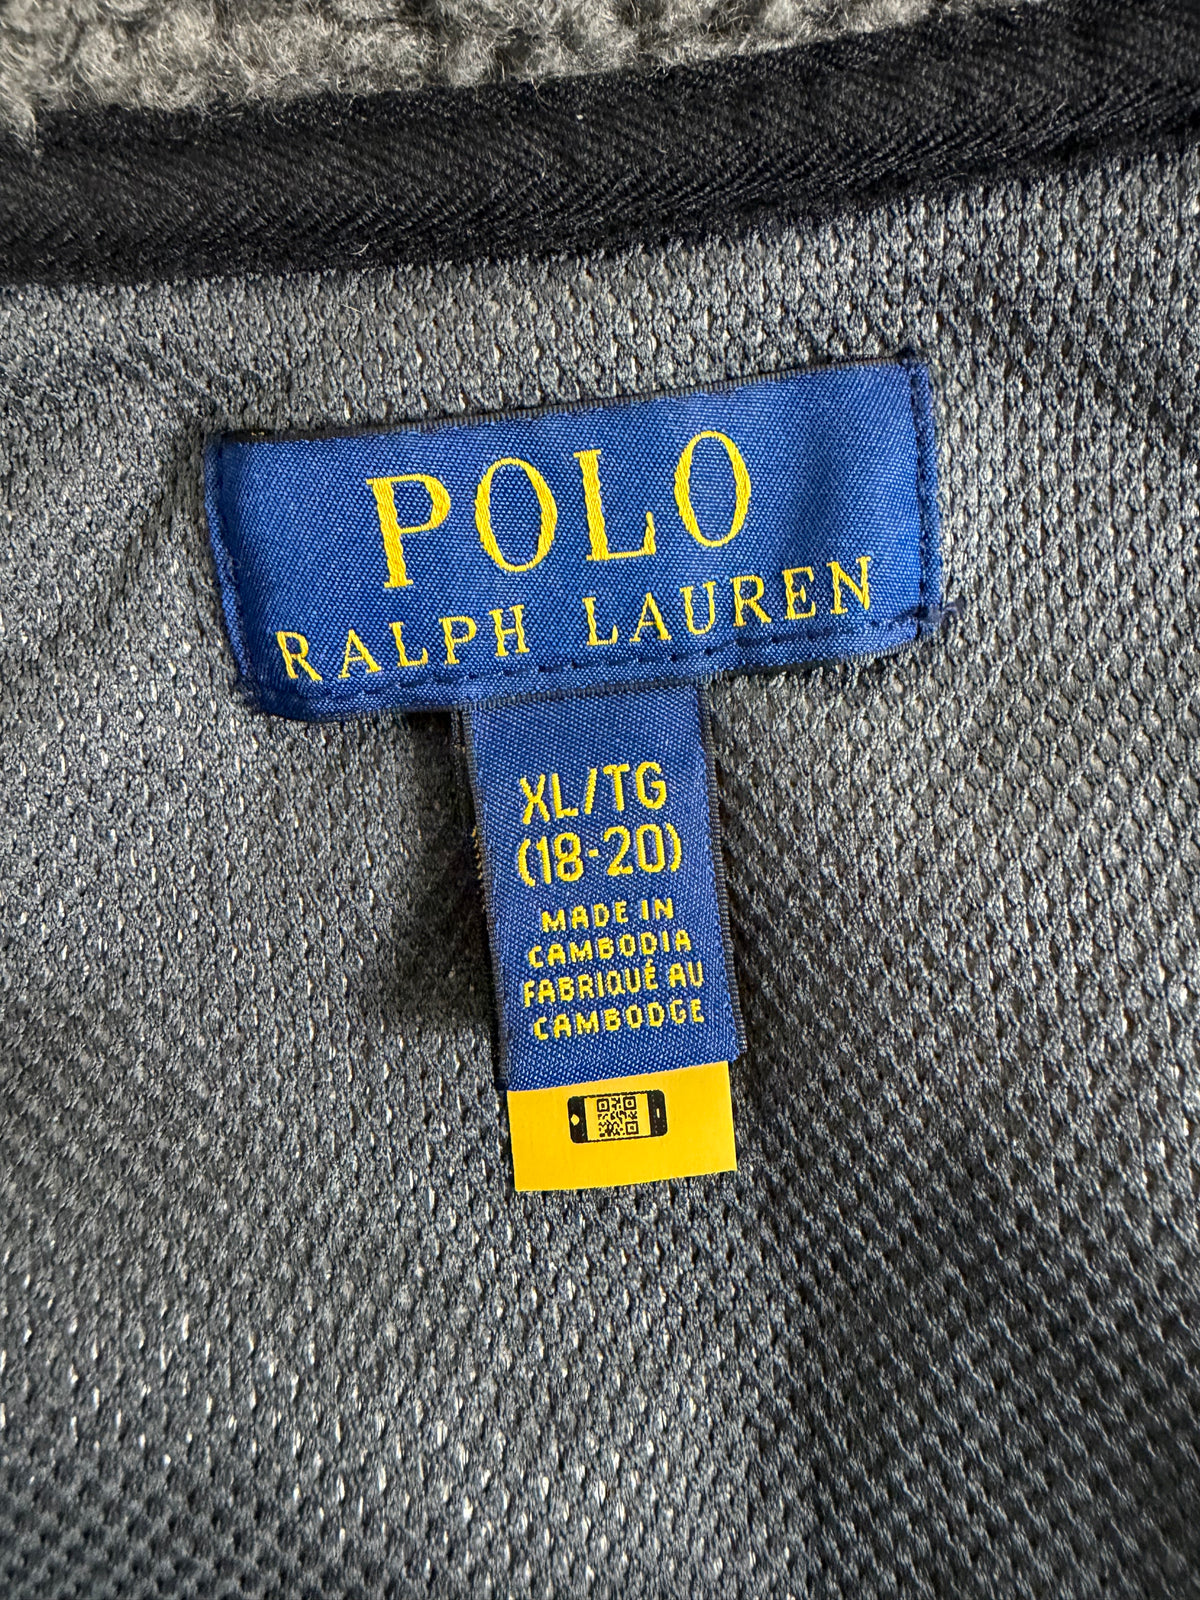 POLO
RALPH LAUREN
XL/TG
(18-20)
MADE IN
CAMBODIA
FABRIQUÉ AU
CAMBODGE